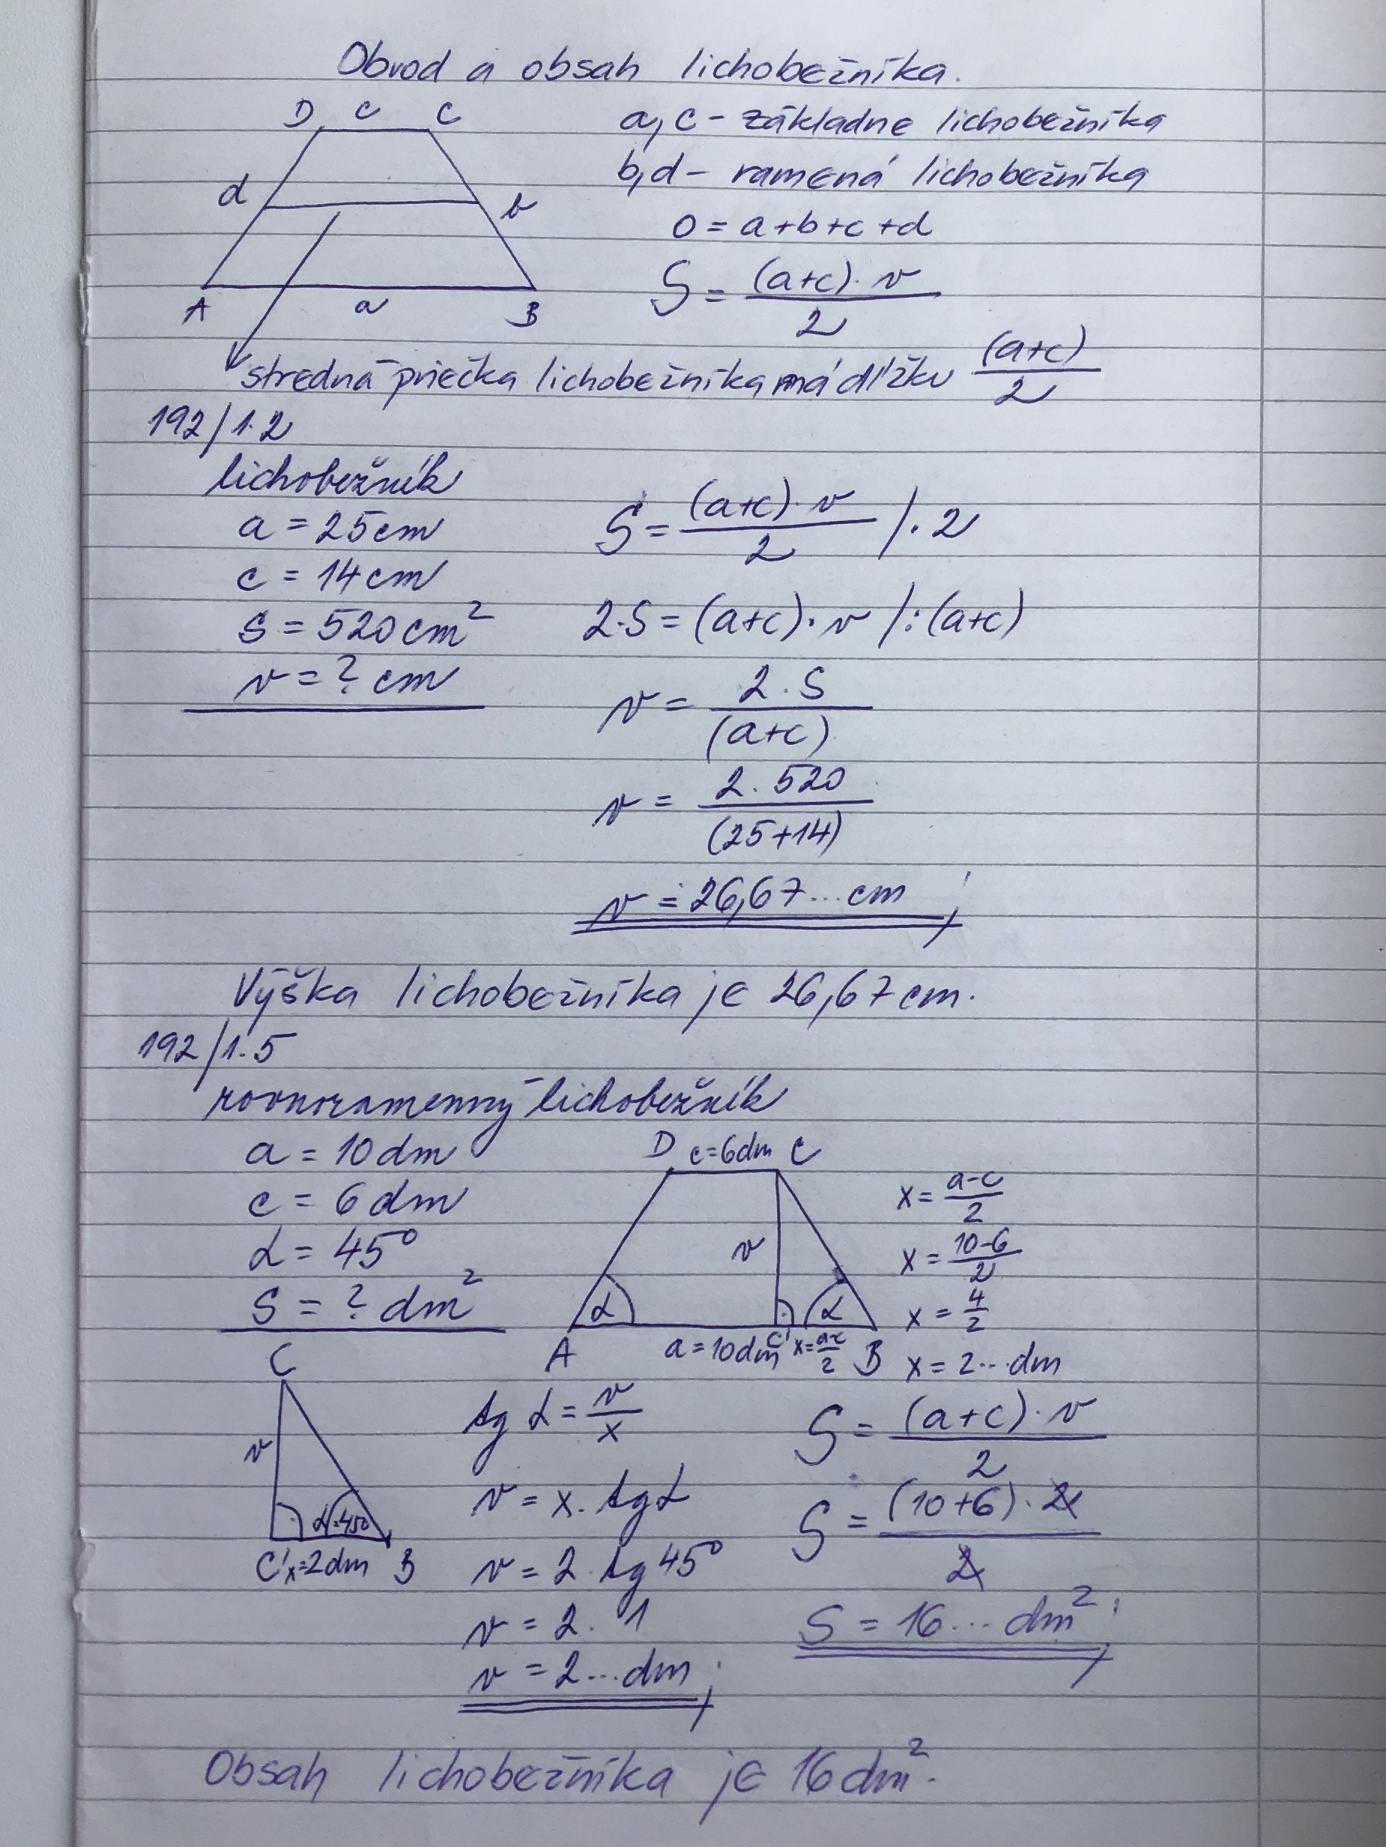 Obvod a obsah lichobežníka.
D c C
d b
A a B
a, c - základne lichobežníka
b, d - ramená lichobežníka
o = a+b+c+d
S = (a+c) · v / 2
stredná priečka lichobežníka má dĺžku (a+c) / 2
192/1.2
lichobežník
a = 25cm
c = 14cm
S = 520cm²
v = ? cm
S = (a+c) · v / 2 /. 2
2·S = (a+c) · v /: (a+c)
v = 2 . S / (a+c)
v = 2 . 520 / (25+14)
v = 26,67... cm
Výška lichobežníka je 26,67cm.
192/1.5
rovnoramenný lichobežník
a = 10dm
c = 6dm
α = 45°
S = ? dm²
D c=6dm C
v
α α
A a=10dm C' x=a-c/2 B
x = a-c / 2
x = 10-6 / 2
x = 4/2
x = 2...dm
C
v
α=45°
C' x=2dm B
tg α = v / x
v = x. tg α
v = 2. tg 45°
v = 2. 1
v = 2...dm
S = (a+c) · v / 2
S = (10+6) · 2 / 2
S = 16... dm²
Obsah lichobežníka je 16dm².